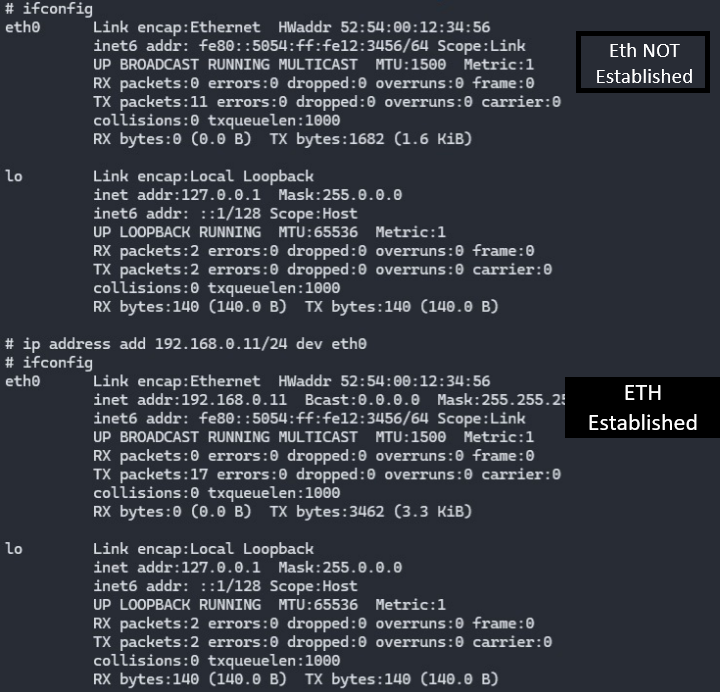 # ifconfig
eth0 Link encap:Ethernet HWaddr 52:54:00:12:34:56
inet6 addr: fe80::5054:ff:fe12:3456/64 Scope:Link
UP BROADCAST RUNNING MULTICAST MTU:1500 Metric:1
RX packets:0 errors:0 dropped:0 overruns:0 frame:0
TX packets:11 errors:0 dropped:0 overruns:0 carrier:0
collisions:0 txqueuelen:1000
RX bytes:0 (0.0 B) TX bytes:1682 (1.6 KiB)
Eth NOT
Established
lo Link encap:Local Loopback
inet addr:127.0.0.1 Mask:255.0.0.0
inet6 addr: ::1/128 Scope:Host
UP LOOPBACK RUNNING MTU:65536 Metric:1
RX packets:2 errors:0 dropped:0 overruns:0 frame:0
TX packets:2 errors:0 dropped:0 overruns:0 carrier:0
collisions:0 txqueuelen:1000
RX bytes:140 (140.0 B) TX bytes:140 (140.0 B)
# ip address add 192.168.0.11/24 dev eth0
# ifconfig
eth0 Link encap:Ethernet HWaddr 52:54:00:12:34:56
inet addr:192.168.0.11 Bcast:0.0.0.0 Mask:255.255.25
inet6 addr: fe80::5054:ff:fe12:3456/64 Scope:Link
UP BROADCAST RUNNING MULTICAST MTU:1500 Metric:1
RX packets:0 errors:0 dropped:0 overruns:0 frame:0
TX packets:17 errors:0 dropped:0 overruns:0 carrier:0
collisions:0 txqueuelen:1000
RX bytes:0 (0.0 B) TX bytes:3462 (3.3 KiB)
ETH
Established
lo Link encap:Local Loopback
inet addr:127.0.0.1 Mask:255.0.0.0
inet6 addr: ::1/128 Scope:Host
UP LOOPBACK RUNNING MTU:65536 Metric:1
RX packets:2 errors:0 dropped:0 overruns:0 frame:0
TX packets:2 errors:0 dropped:0 overruns:0 carrier:0
collisions:0 txqueuelen:1000
RX bytes:140 (140.0 B) TX bytes:140 (140.0 B)